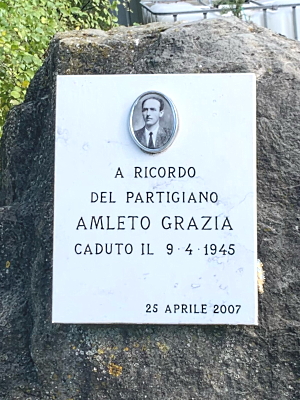 A RICORDO
DEL PARTIGIANO
AMLETO GRAZIA
CADUTO IL 9·4·1945
25 APRILE 2007